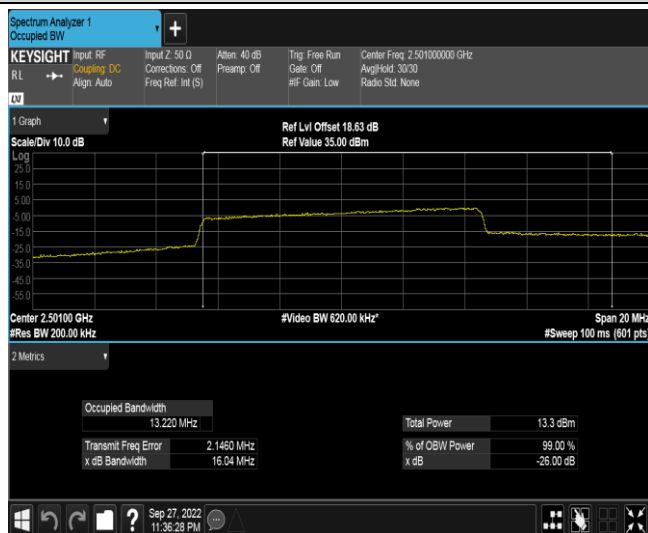 Spectrum Analyzer 1
Occupied BW
+
KEYSIGHT
R L
LXI
Input: RF
Coupling: DC
Align: Auto
Input Z: 50 Ω
Corrections: Off
Freq Ref: Int (S)
Atten: 40 dB
Preamp: Off
Trig: Free Run
Gate: Off
#IF Gain: Low
Center Freq: 2.501000000 GHz
Avg|Hold: 30/30
Radio Std: None
1 Graph
Scale/Div 10.0 dB
Ref Lvl Offset 18.63 dB
Ref Value 35.00 dBm
Log
25.0
15.0
5.00
-5.00
-15.0
-25.0
-35.0
-45.0
-55.0
Center 2.50100 GHz
#Res BW 200.00 kHz
#Video BW 620.00 kHz*
Span 20 MHz
#Sweep 100 ms (601 pts)
2 Metrics
Occupied Bandwidth
13.220 MHz
Total Power 13.3 dBm
Transmit Freq Error 2.1460 MHz
% of OBW Power 99.00 %
x dB Bandwidth 16.04 MHz
x dB -26.00 dB
?
Sep 27, 2022
11:36:28 PM